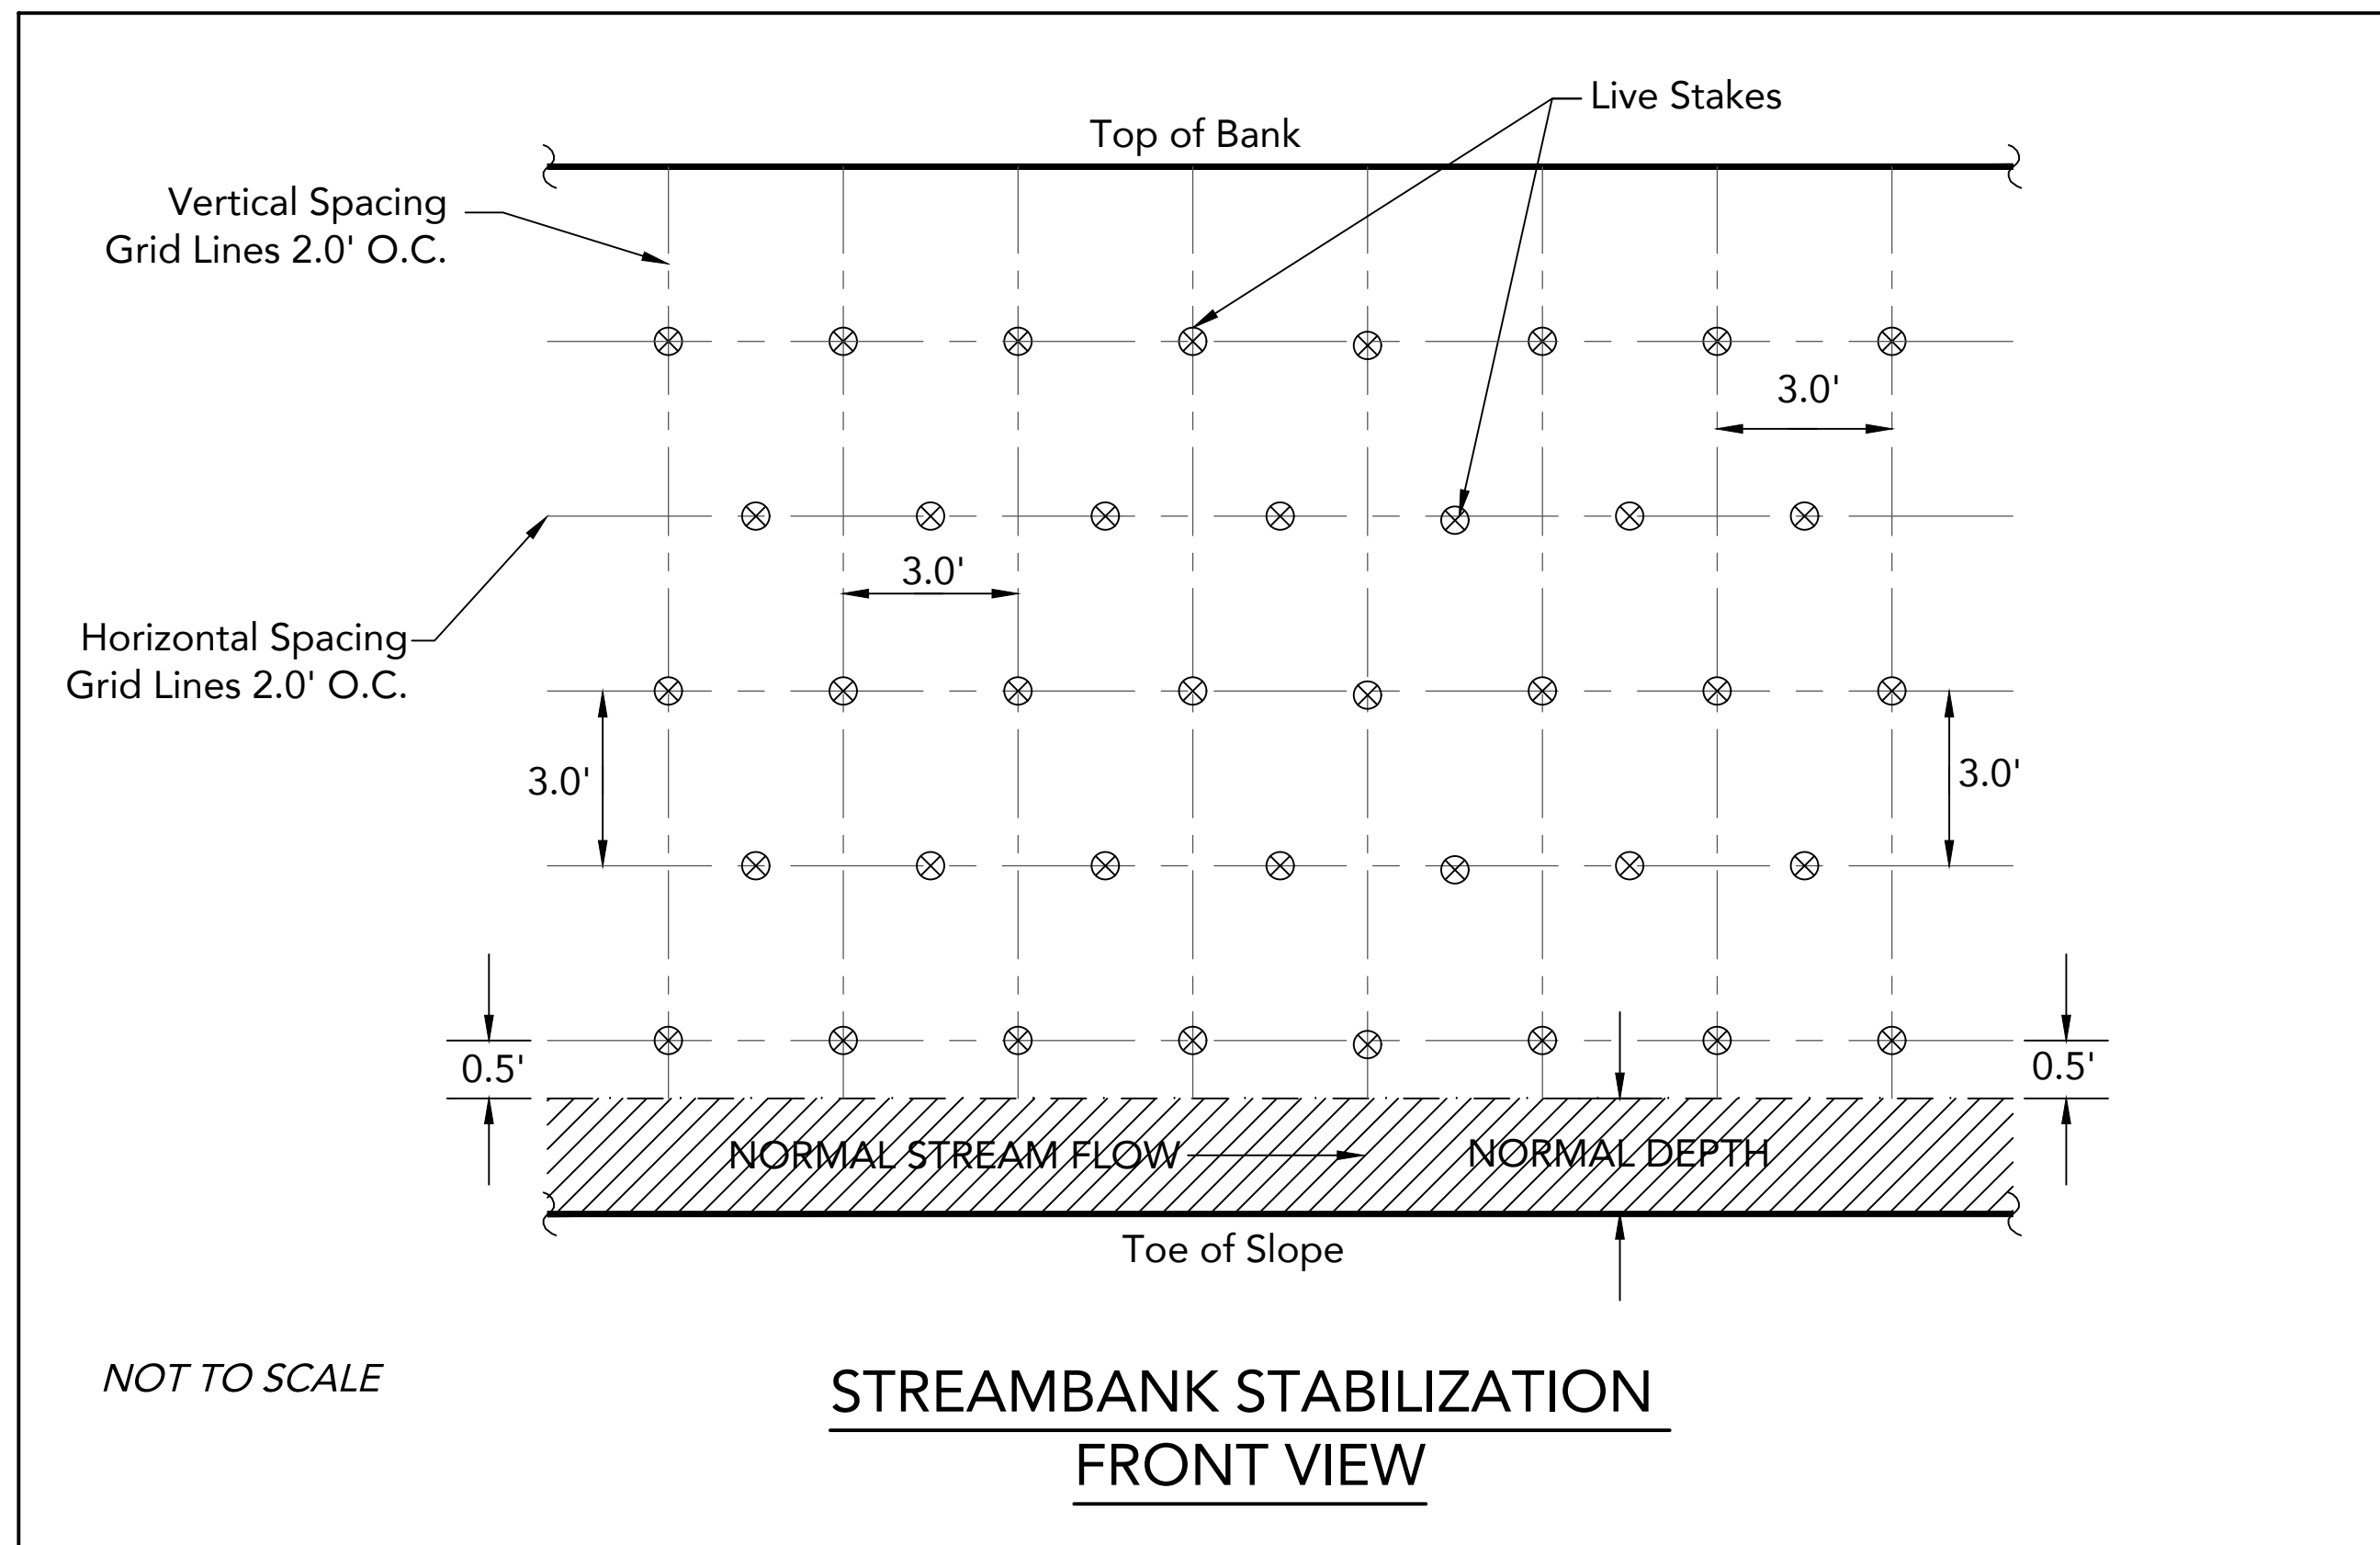 Live Stakes
Top of Bank
Vertical Spacing
Grid Lines 2.0' O.C.
3.0'
3.0'
Horizontal Spacing
Grid Lines 2.0' O.C.
3.0'
3.0'
0.5'
0.5'
NORMAL STREAM FLOW
NORMAL DEPTH
Toe of Slope
NOT TO SCALE
STREAMBANK STABILIZATION
FRONT VIEW